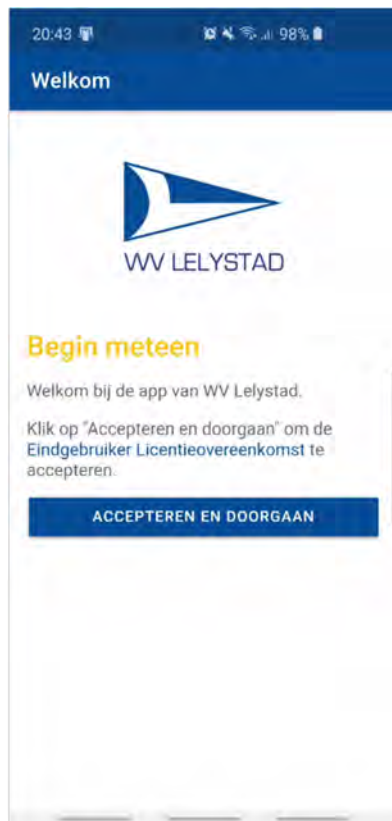 20:43 98%
Welkom
WV LELYSTAD
Begin meteen
Welkom bij de app van WV Lelystad.
Klik op "Accepteren en doorgaan" om de
Eindgebruiker Licentieovereenkomst te
accepteren.
ACCEPTEREN EN DOORGAAN